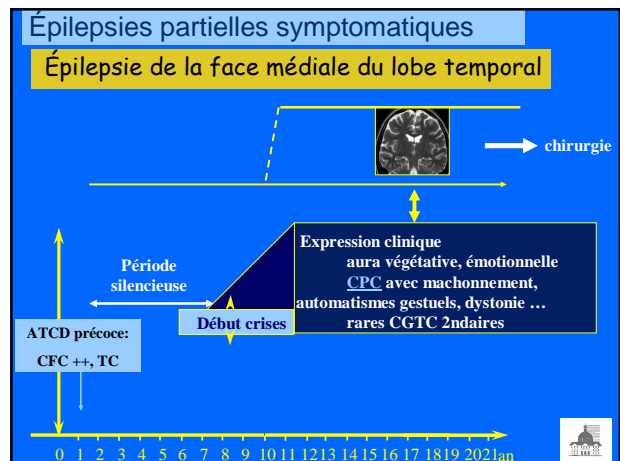 Épilepsies partielles symptomatiques
Épilepsie de la face médiale du lobe temporal
chirurgie
Expression clinique
aura végétative, émotionnelle
CPC avec machonnement,
automatismes gestuels, dystonie …
rares CGTC 2ndaires
Période
silencieuse
Début crises
ATCD précoce:
CFC ++, TC
0 1 2 3 4 5 6 7 8 9 10 11 12 13 14 15 16 17 18 19 20 21an